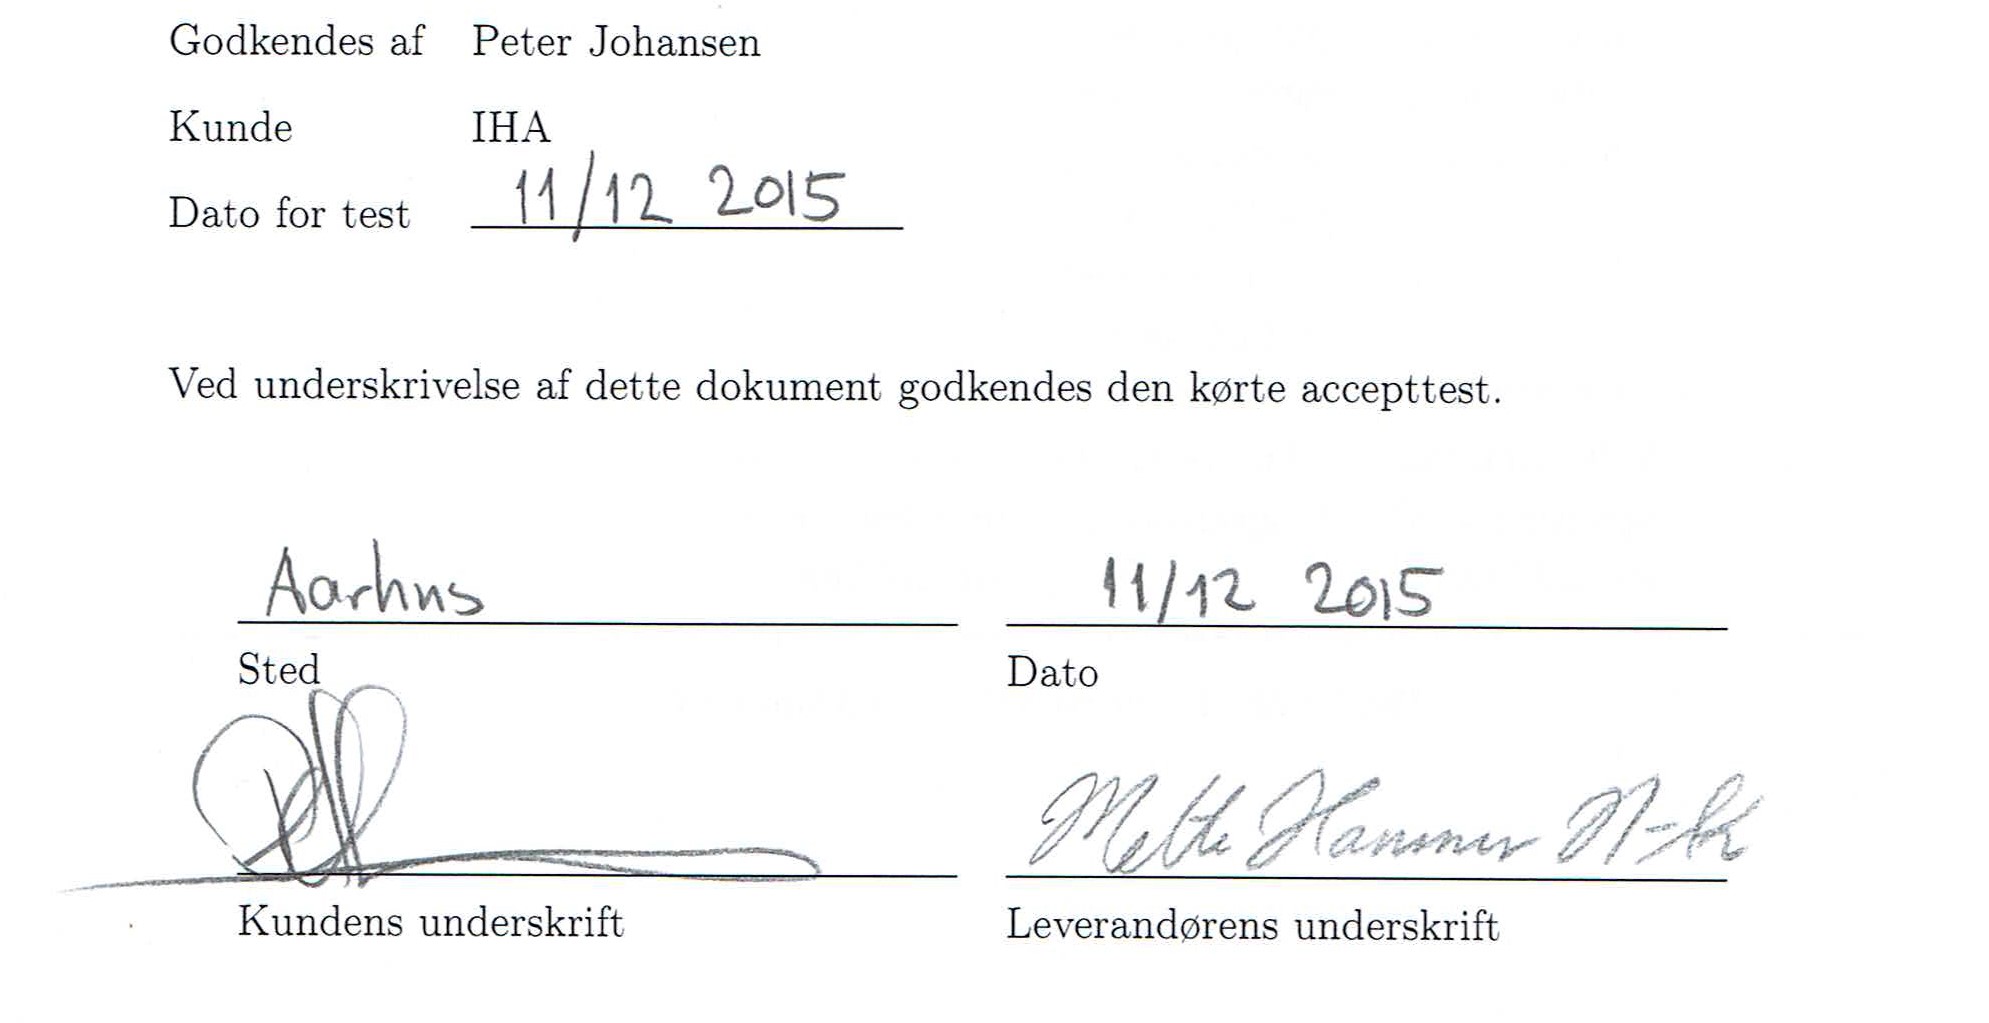 Godkendes af Peter Johansen
Kunde IHA
Dato for test 11/12 2015
Ved underskrivelse af dette dokument godkendes den kørte accepttest.
Aarhus 11/12 2015
Sted Dato
Mette Hammer N-K
Kundens underskrift Leverandørens underskrift